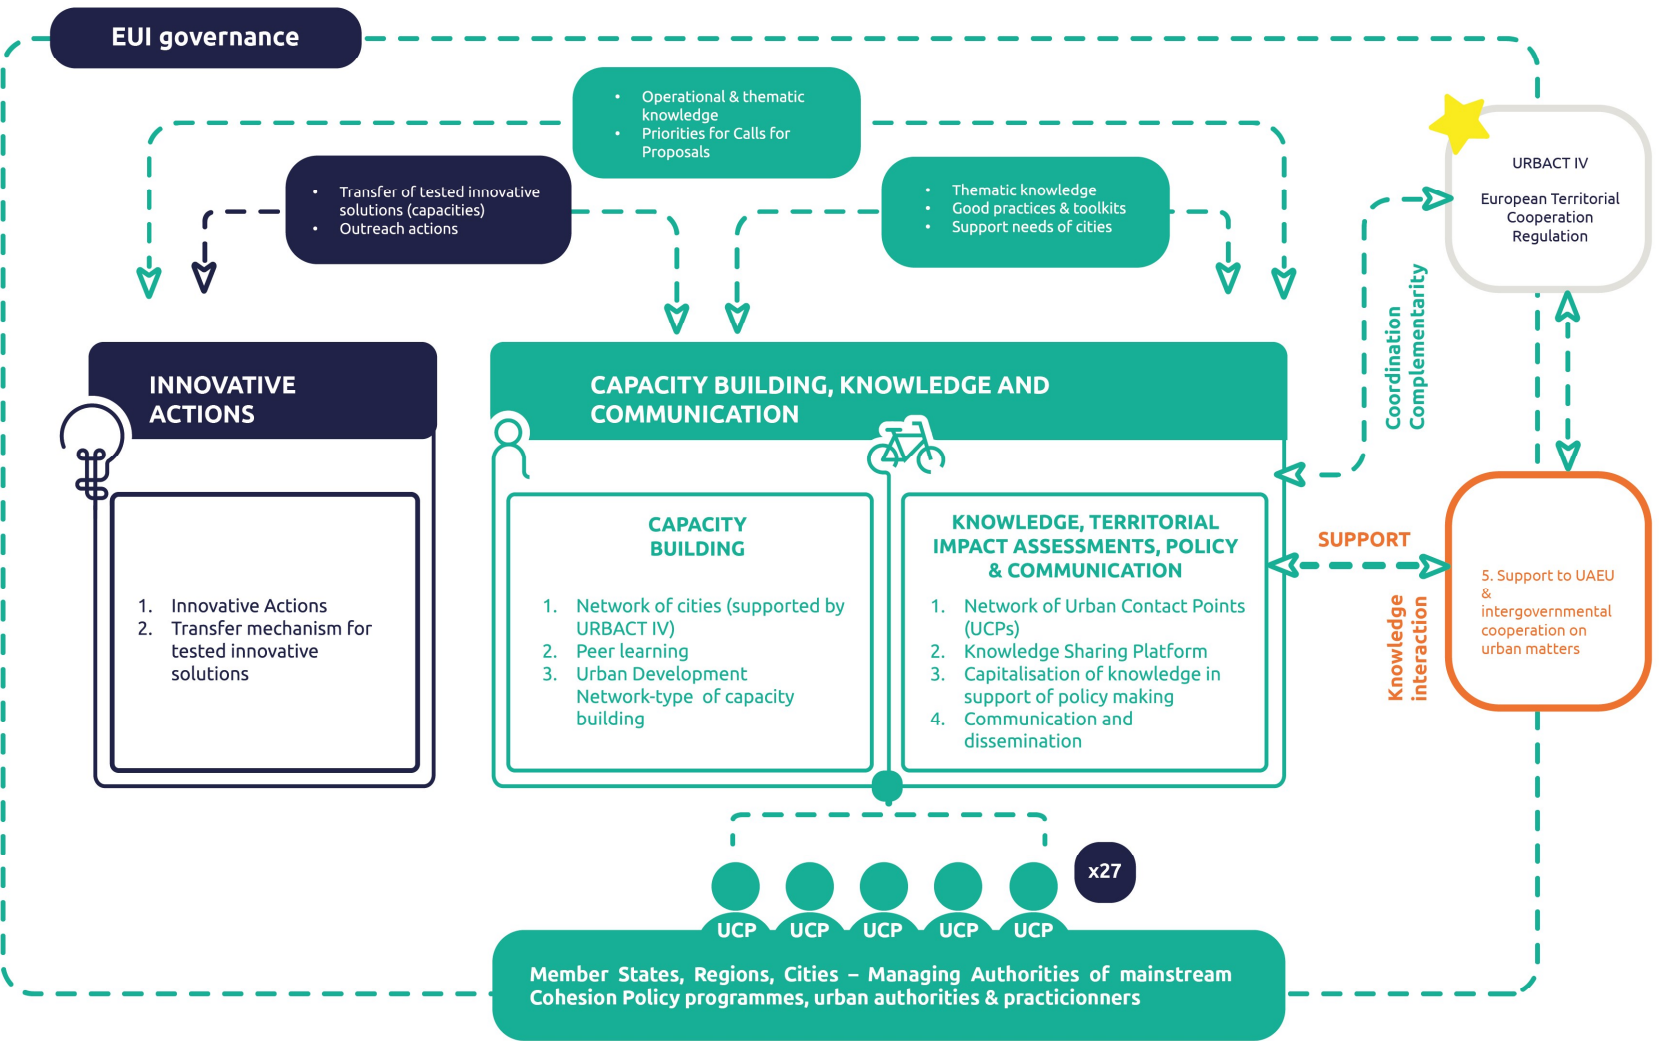 EUI governance
• Operational & thematic
knowledge
• Priorities for Calls for
Proposals
• Transfer of tested innovative
solutions (capacities)
• Outreach actions
• Thematic knowledge
• Good practices & toolkits
• Support needs of cities
URBACT IV
European Territorial
Cooperation
Regulation
Coordination
Complementarity
INNOVATIVE
ACTIONS
1. Innovative Actions
2. Transfer mechanism for
tested innovative
solutions
CAPACITY BUILDING, KNOWLEDGE AND
COMMUNICATION
CAPACITY
BUILDING
1. Network of cities (supported by
URBACT IV)
2. Peer learning
3. Urban Development
Network-type of capacity
building
KNOWLEDGE, TERRITORIAL
IMPACT ASSESSMENTS, POLICY
& COMMUNICATION
1. Network of Urban Contact Points
(UCPs)
2. Knowledge Sharing Platform
3. Capitalisation of knowledge in
support of policy making
4. Communication and
dissemination
SUPPORT
Knowledge
interaction
5. Support to UAEU
&
intergovernmental
cooperation on
urban matters
x27
UCP UCP UCP UCP UCP
Member States, Regions, Cities – Managing Authorities of mainstream
Cohesion Policy programmes, urban authorities & practicionners